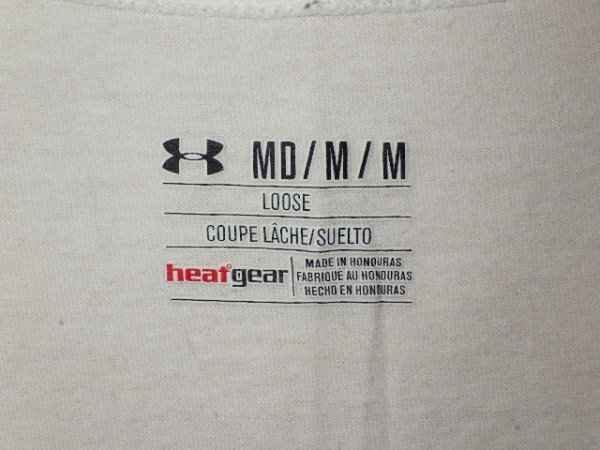 MD/M/M
LOOSE
COUPE LÂCHE/SUELTO
heatgear
MADE IN HONDURAS
FABRIQUÉ AU HONDURAS
HECHO EN HONDURAS